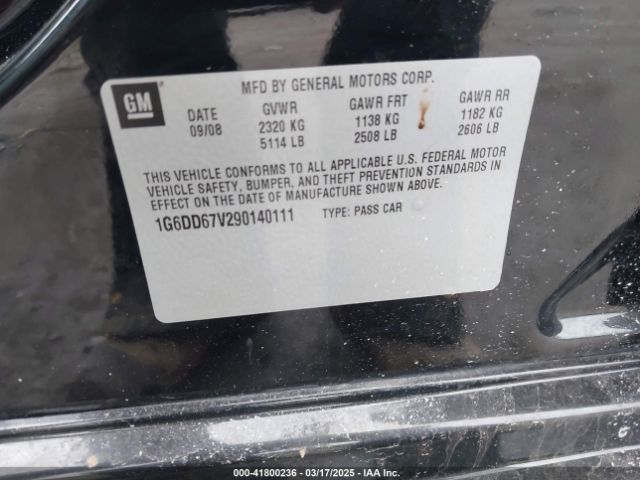 GM
MFD BY GENERAL MOTORS CORP.
DATE GVWR GAWR FRT GAWR RR
09/08 2320 KG 1138 KG 1182 KG
5114 LB 2508 LB 2606 LB
THIS VEHICLE CONFORMS TO ALL APPLICABLE U.S. FEDERAL MOTOR
VEHICLE SAFETY, BUMPER, AND THEFT PREVENTION STANDARDS IN
EFFECT ON THE DATE OF MANUFACTURE SHOWN ABOVE.
1G6DD67V290140111 TYPE: PASS CAR
000-41800236 - 03/17/2025 - IAA Inc.